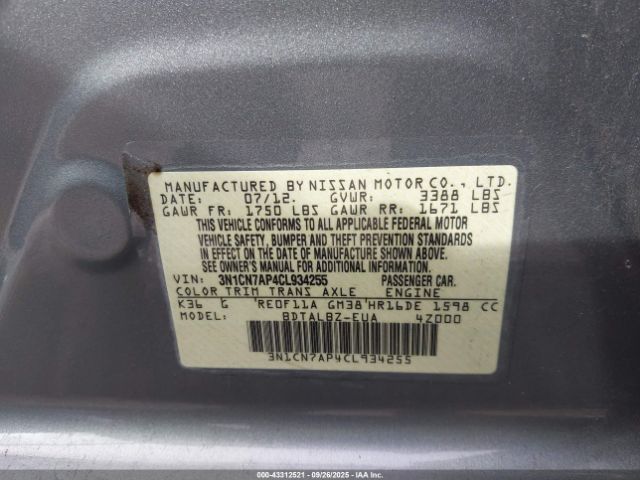 MANUFACTURED BY NISSAN MOTOR CO., LTD.
DATE: 07/12. GVWR: 3388 LBS
GAWR FR: 1750 LBS GAWR RR: 1671 LBS
THIS VEHICLE CONFORMS TO ALL APPLICABLE FEDERAL MOTOR
VEHICLE SAFETY, BUMPER AND THEFT PREVENTION STANDARDS
IN EFFECT ON THE DATE OF MANUFACTURE SHOWN ABOVE.
SEE OWNER'S MANUAL FOR ADDITIONAL INFORMATION.
VIN: 3N1CN7AP4CL934255 PASSENGER CAR.
COLOR TRIM TRANS AXLE ENGINE
K36 G RE0F11A GM38 HR16DE 1598 CC
MODEL: BDTALBZ-EUA 4Z000
3N1CN7AP4CL934255
000-43312521 - 09/26/2025 - IAA Inc.